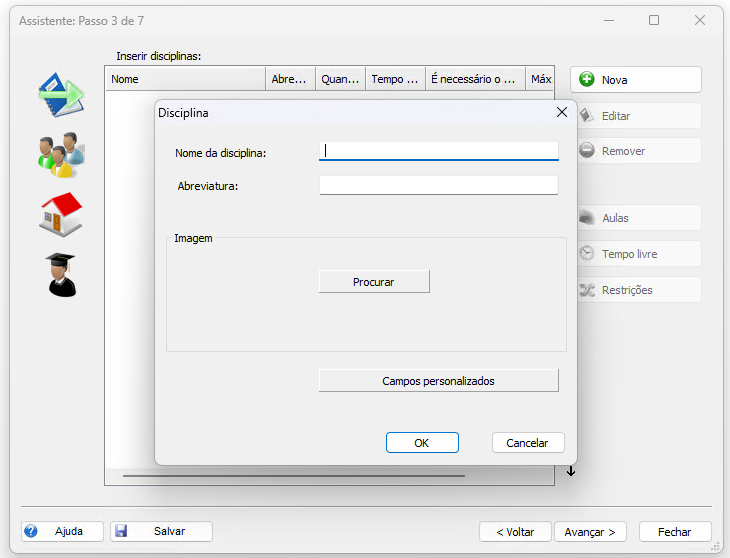 Assistente: Passo 3 de 7
Inserir disciplinas:
Nome Abre... Quan... Tempo ... É necessário o ... Máx
Nova
Disciplina
Editar
Nome da disciplina:
Remover
Abreviatura:
Aulas
Imagem
Tempo livre
Procurar
Restrições
Campos personalizados
OK Cancelar
Ajuda Salvar < Voltar Avançar > Fechar